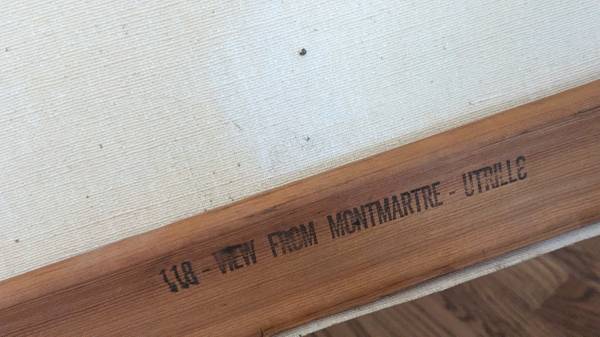 118 - VIEW FROM MONTMARTRE - UTRILLO